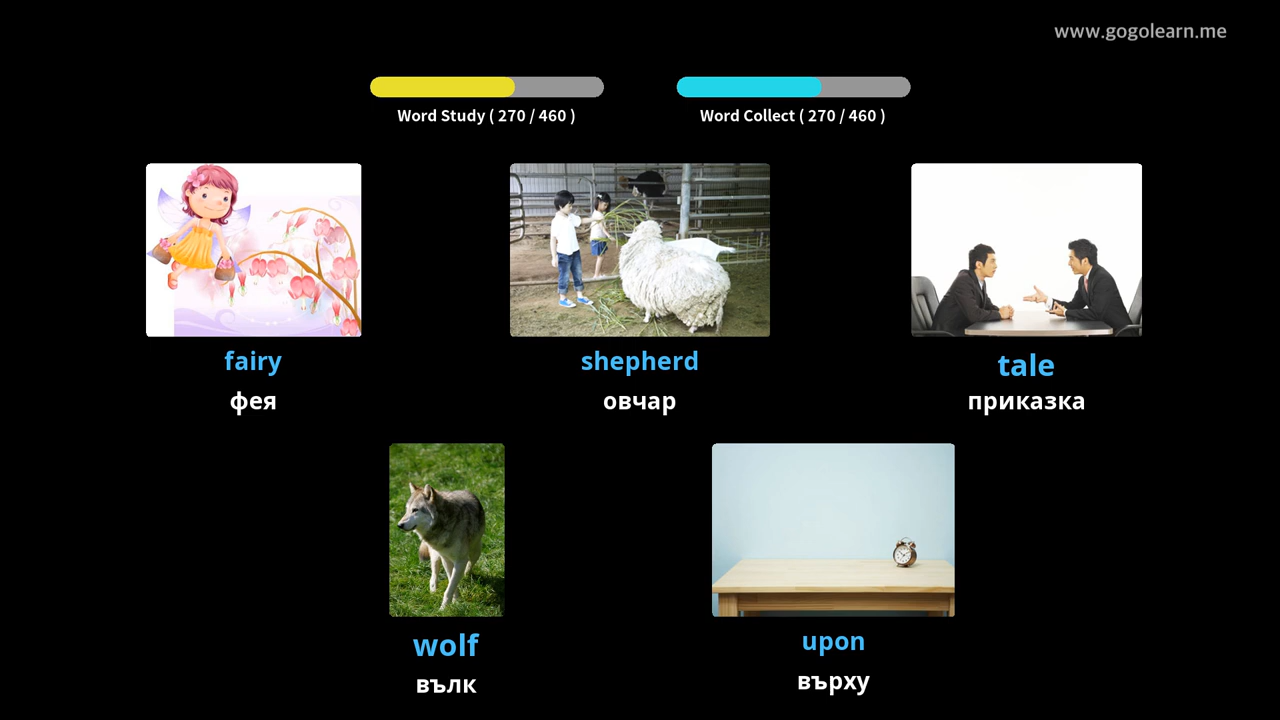 www.gogolearn.me
Word Study ( 270 / 460 )
Word Collect ( 270 / 460 )
fairy
фея
shepherd
овчар
tale
приказка
wolf
вълк
upon
върху